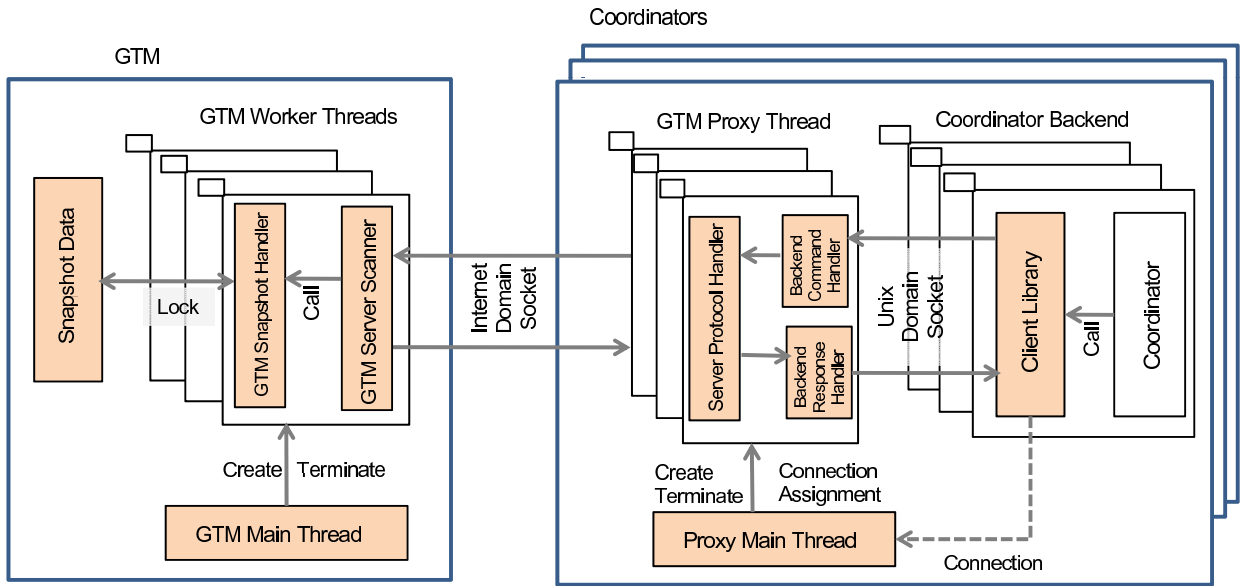 Coordinators
GTM
GTM Worker Threads
GTM Proxy Thread
Coordinator Backend
Snapshot Data
Lock
GTM Snapshot Handler
Call
GTM Server Scanner
Internet
Domain
Socket
Server Protocol Handler
Backend
Command
Handler
Backend
Response
Handler
Unix
Domain
Socket
Client Library
Call
Coordinator
Create
Terminate
GTM Main Thread
Create
Terminate
Connection
Assignment
Proxy Main Thread
Connection